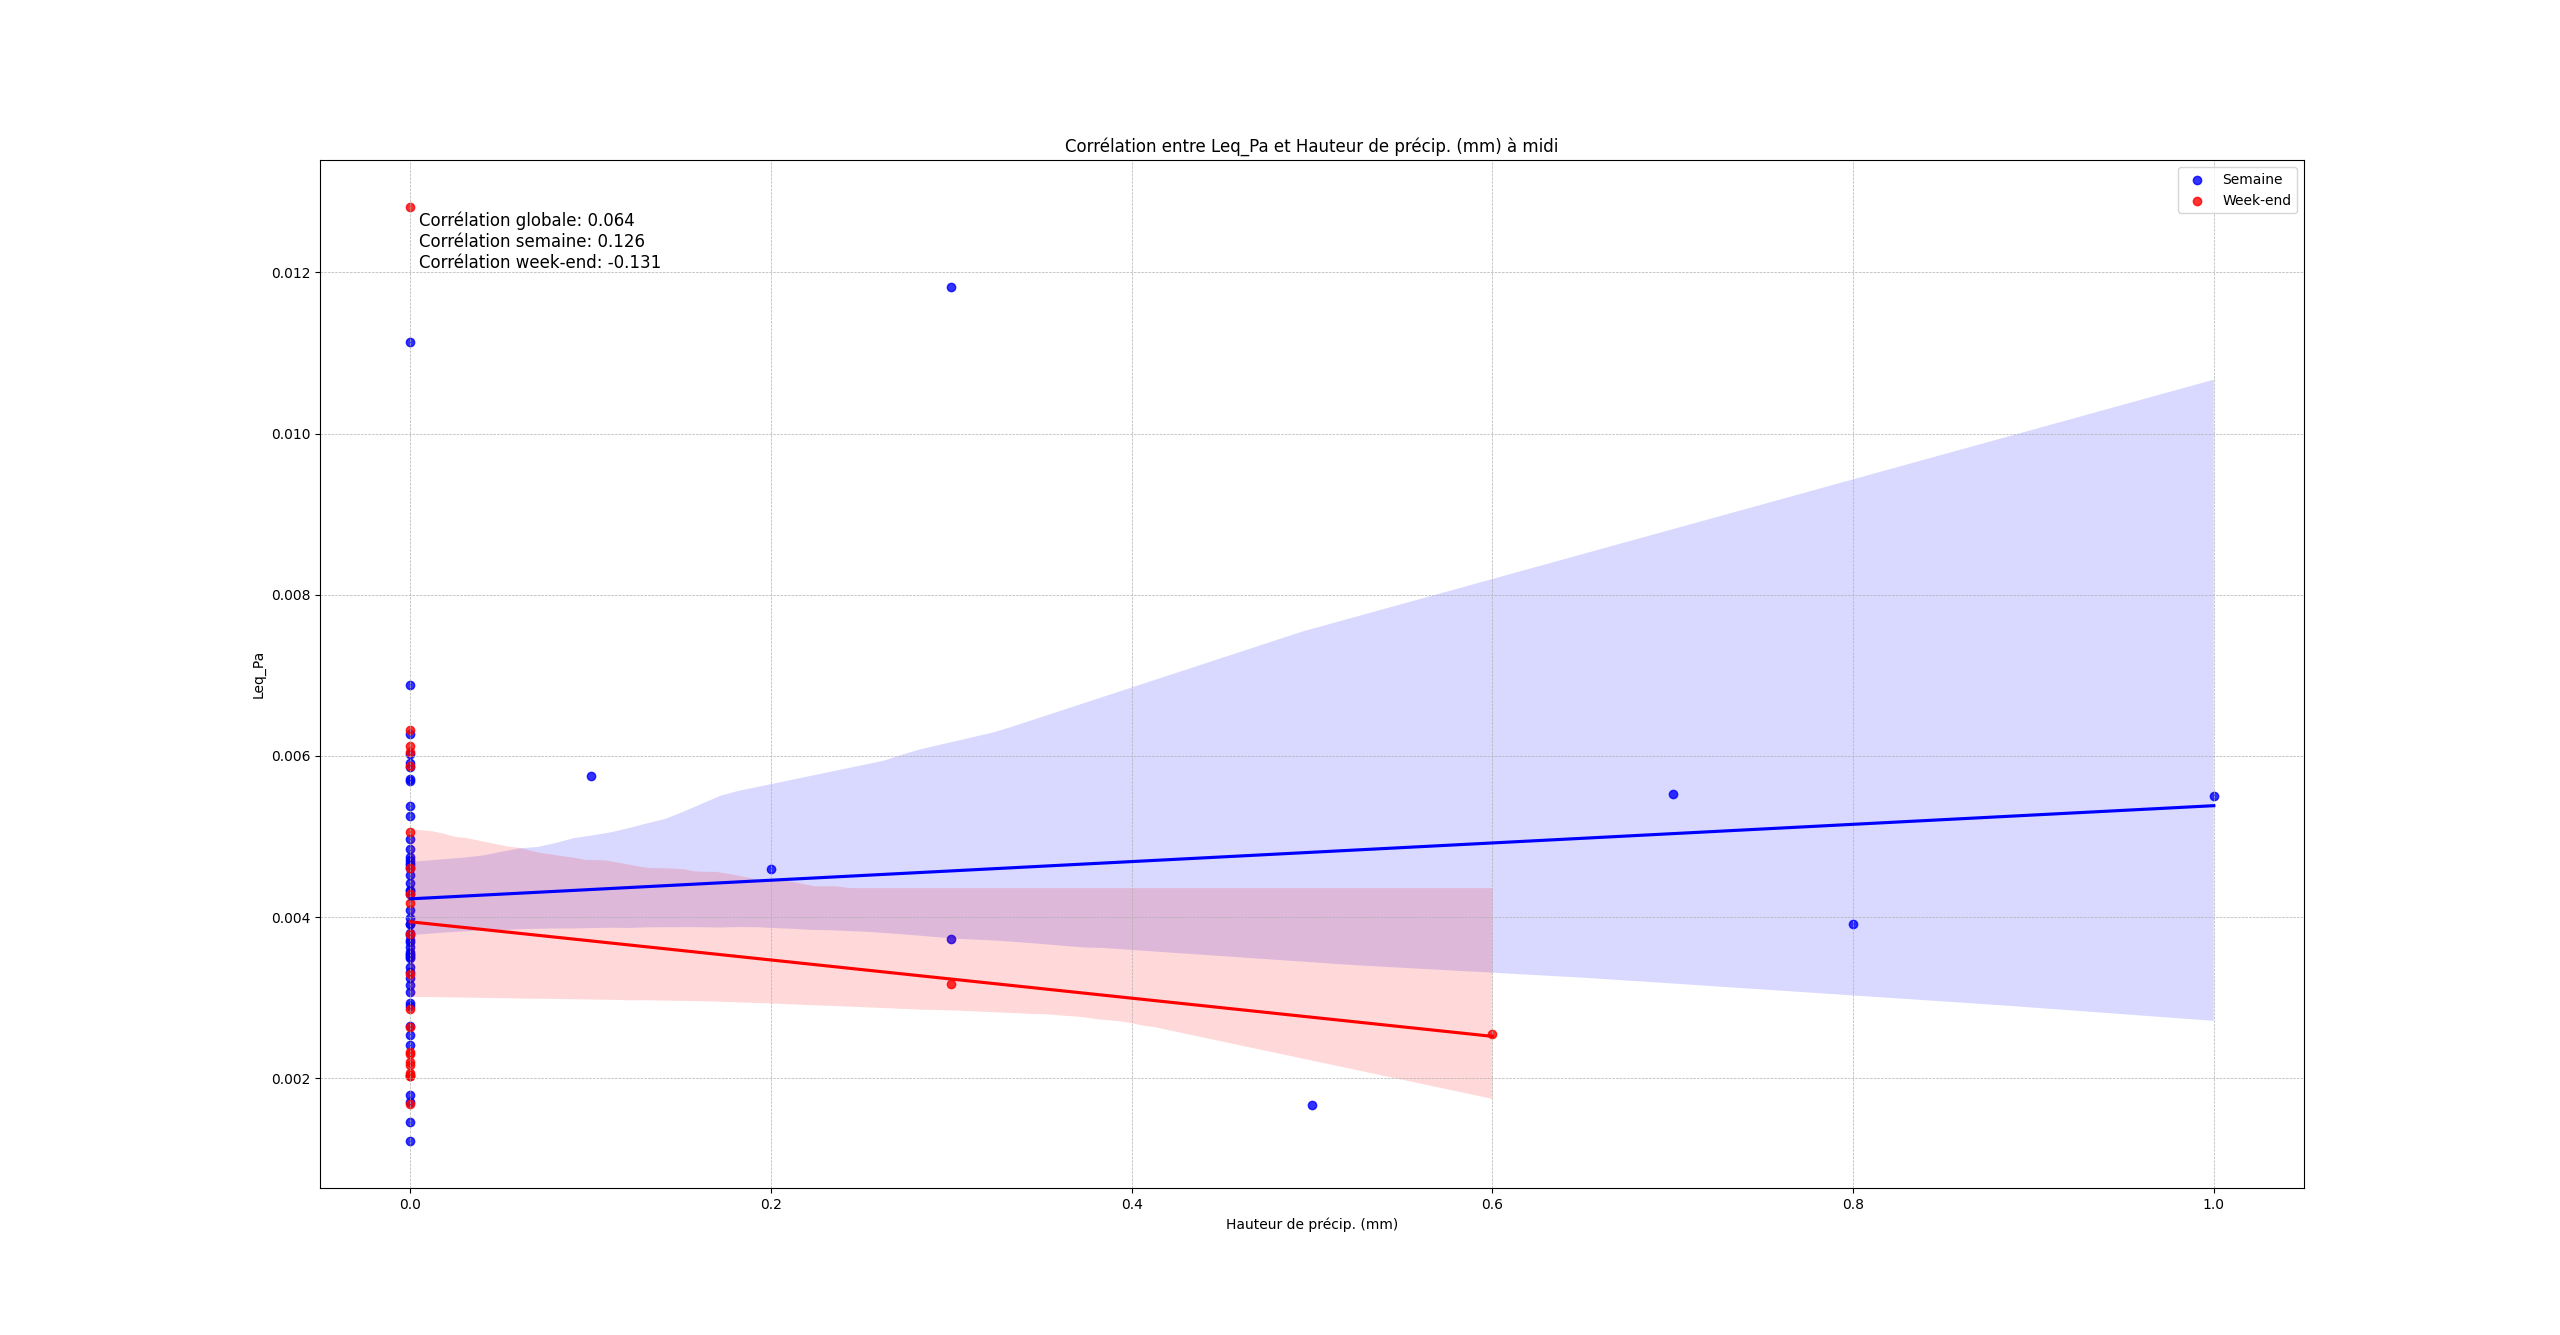 Corrélation entre Leq_Pa et Hauteur de précip. (mm) à midi
Semaine
Week-end
Corrélation globale: 0.064
Corrélation semaine: 0.126
Corrélation week-end: -0.131
0.012
0.010
0.008
0.006
0.004
0.002
Leq_Pa
0.0 0.2 0.4 0.6 0.8 1.0
Hauteur de précip. (mm)